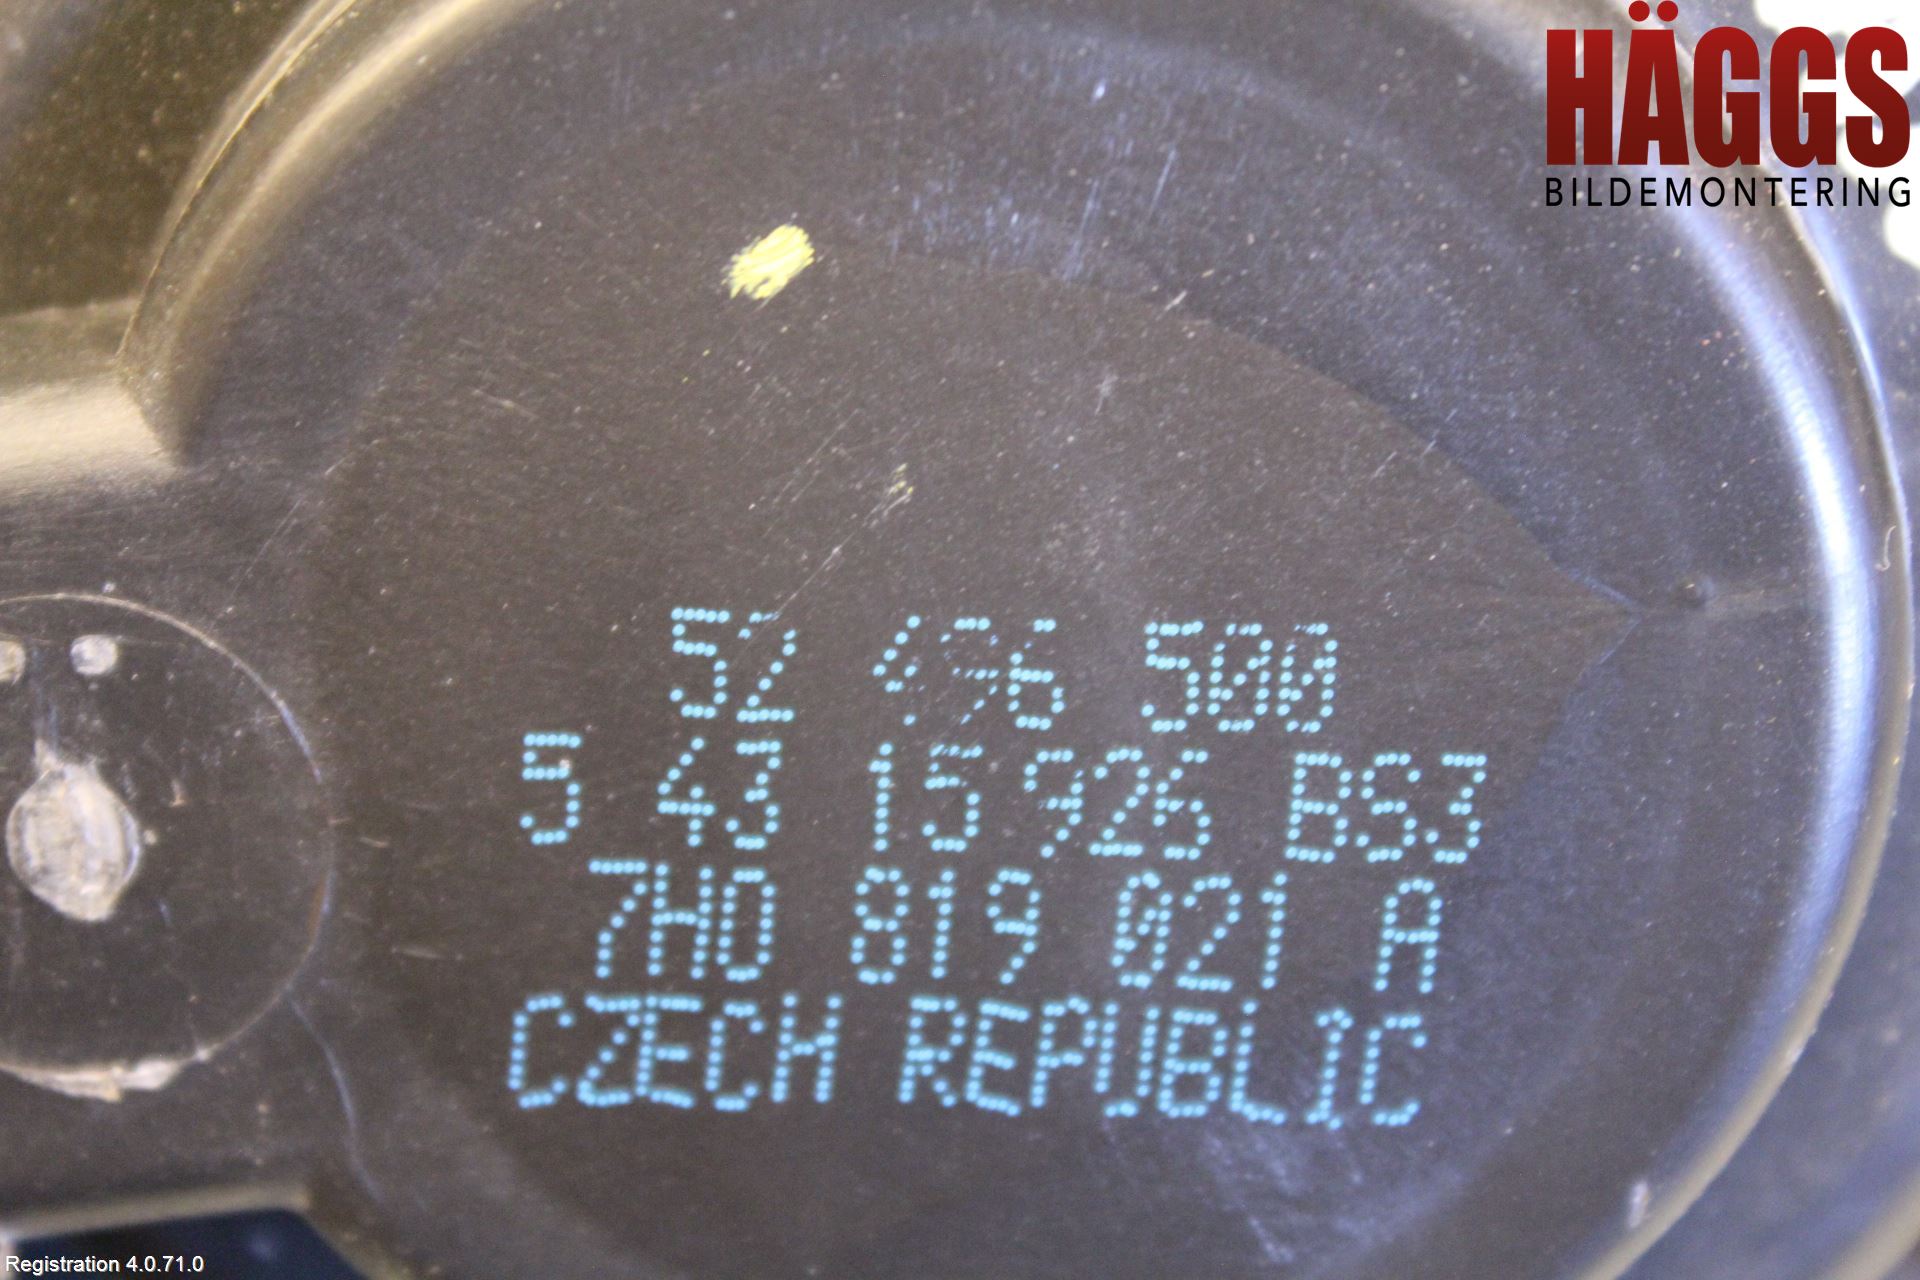 HÄGGS
BILDEMONTERING
52 496 500
5 43 15 926 BS3
7H0 819 021 A
CZECH REPUBLIC
Registration 4.0.71.0